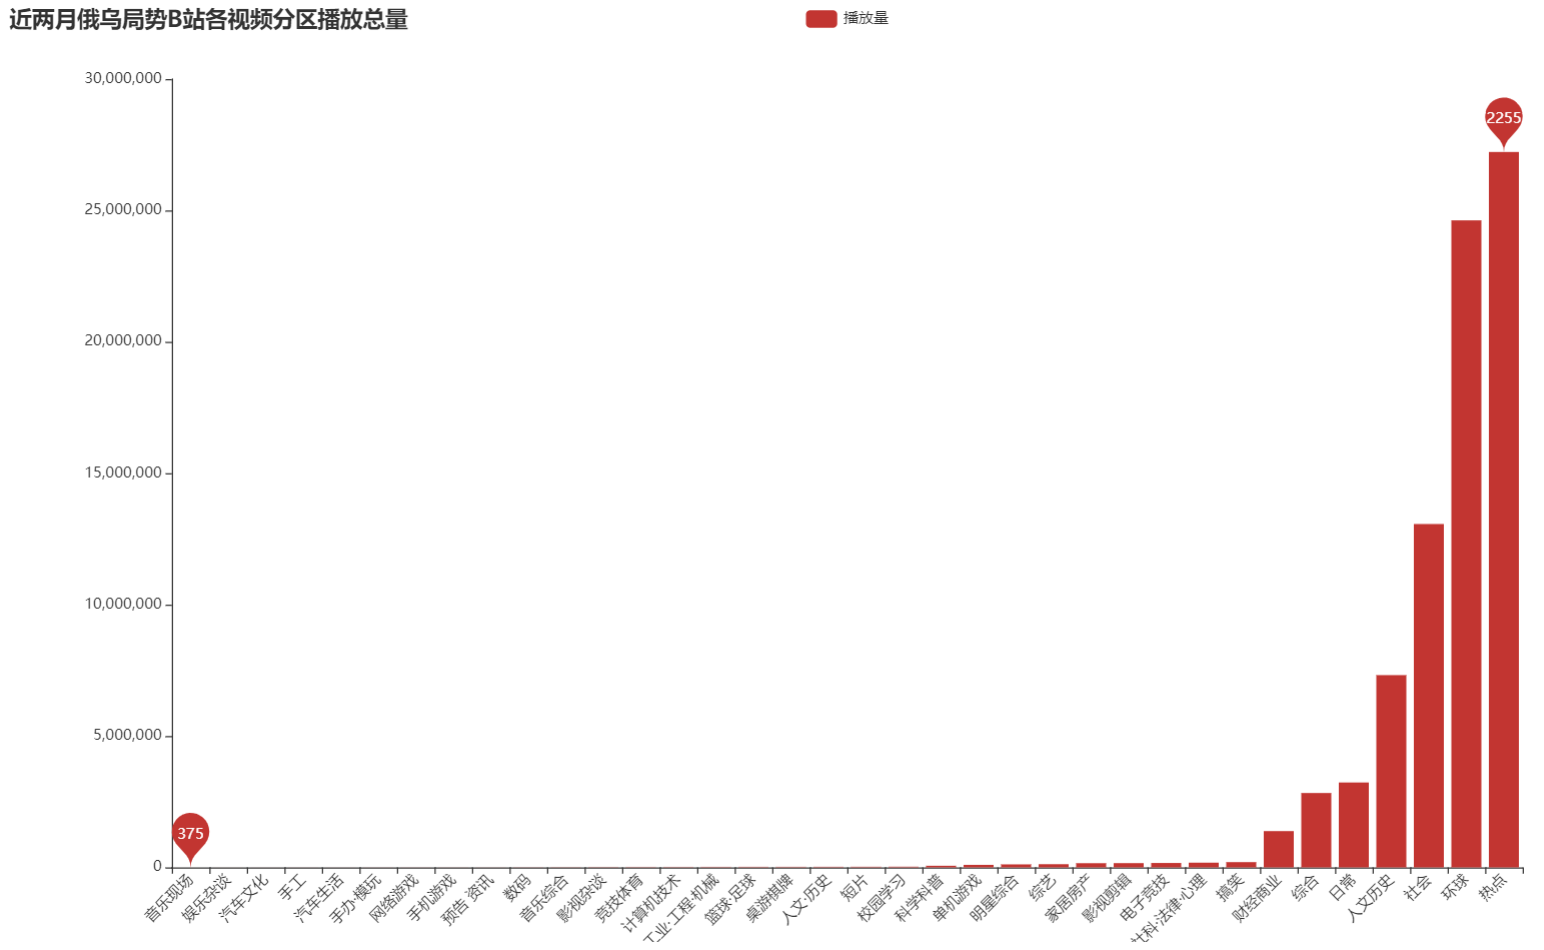 近两月俄乌局势B站各视频分区播放总量
播放量
30,000,000
25,000,000
20,000,000
15,000,000
10,000,000
5,000,000
0
375
2255
音乐现场
娱乐杂谈
汽车文化
手工
汽车生活
手办·模玩
网络游戏
手机游戏
预告 资讯
数码
音乐综合
影视杂谈
竞技体育
计算机技术
工业·工程·机械
篮球·足球
桌游棋牌
人文·历史
短片
校园学习
科学科普
单机游戏
明星综合
综艺
家居房产
影视剪辑
电子竞技
社科·法律·心理
搞笑
财经商业
综合
日常
人文历史
社会
环球
热点